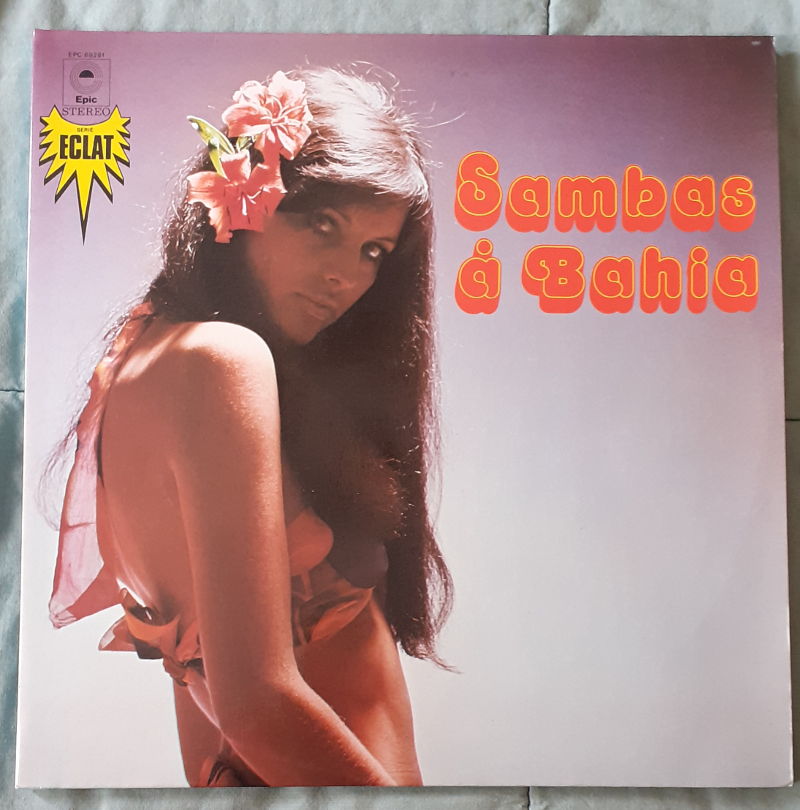 EPC 69281
Epic
STEREO
SERIE
ECLAT
Sambas
á Bahia